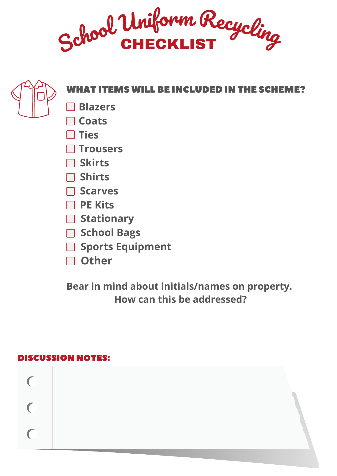 School Uniform Recycling
CHECKLIST
WHAT ITEMS WILL BE INCLUDED IN THE SCHEME?
Blazers
Coats
Ties
Trousers
Skirts
Shirts
Scarves
PE Kits
Stationary
School Bags
Sports Equipment
Other
Bear in mind about initials/names on property.
How can this be addressed?
DISCUSSION NOTES: